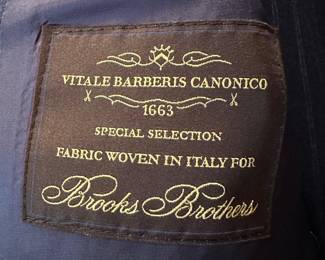 VITALE BARBERIS CANONICO
1663
SPECIAL SELECTION
FABRIC WOVEN IN ITALY FOR
Brooks Brothers